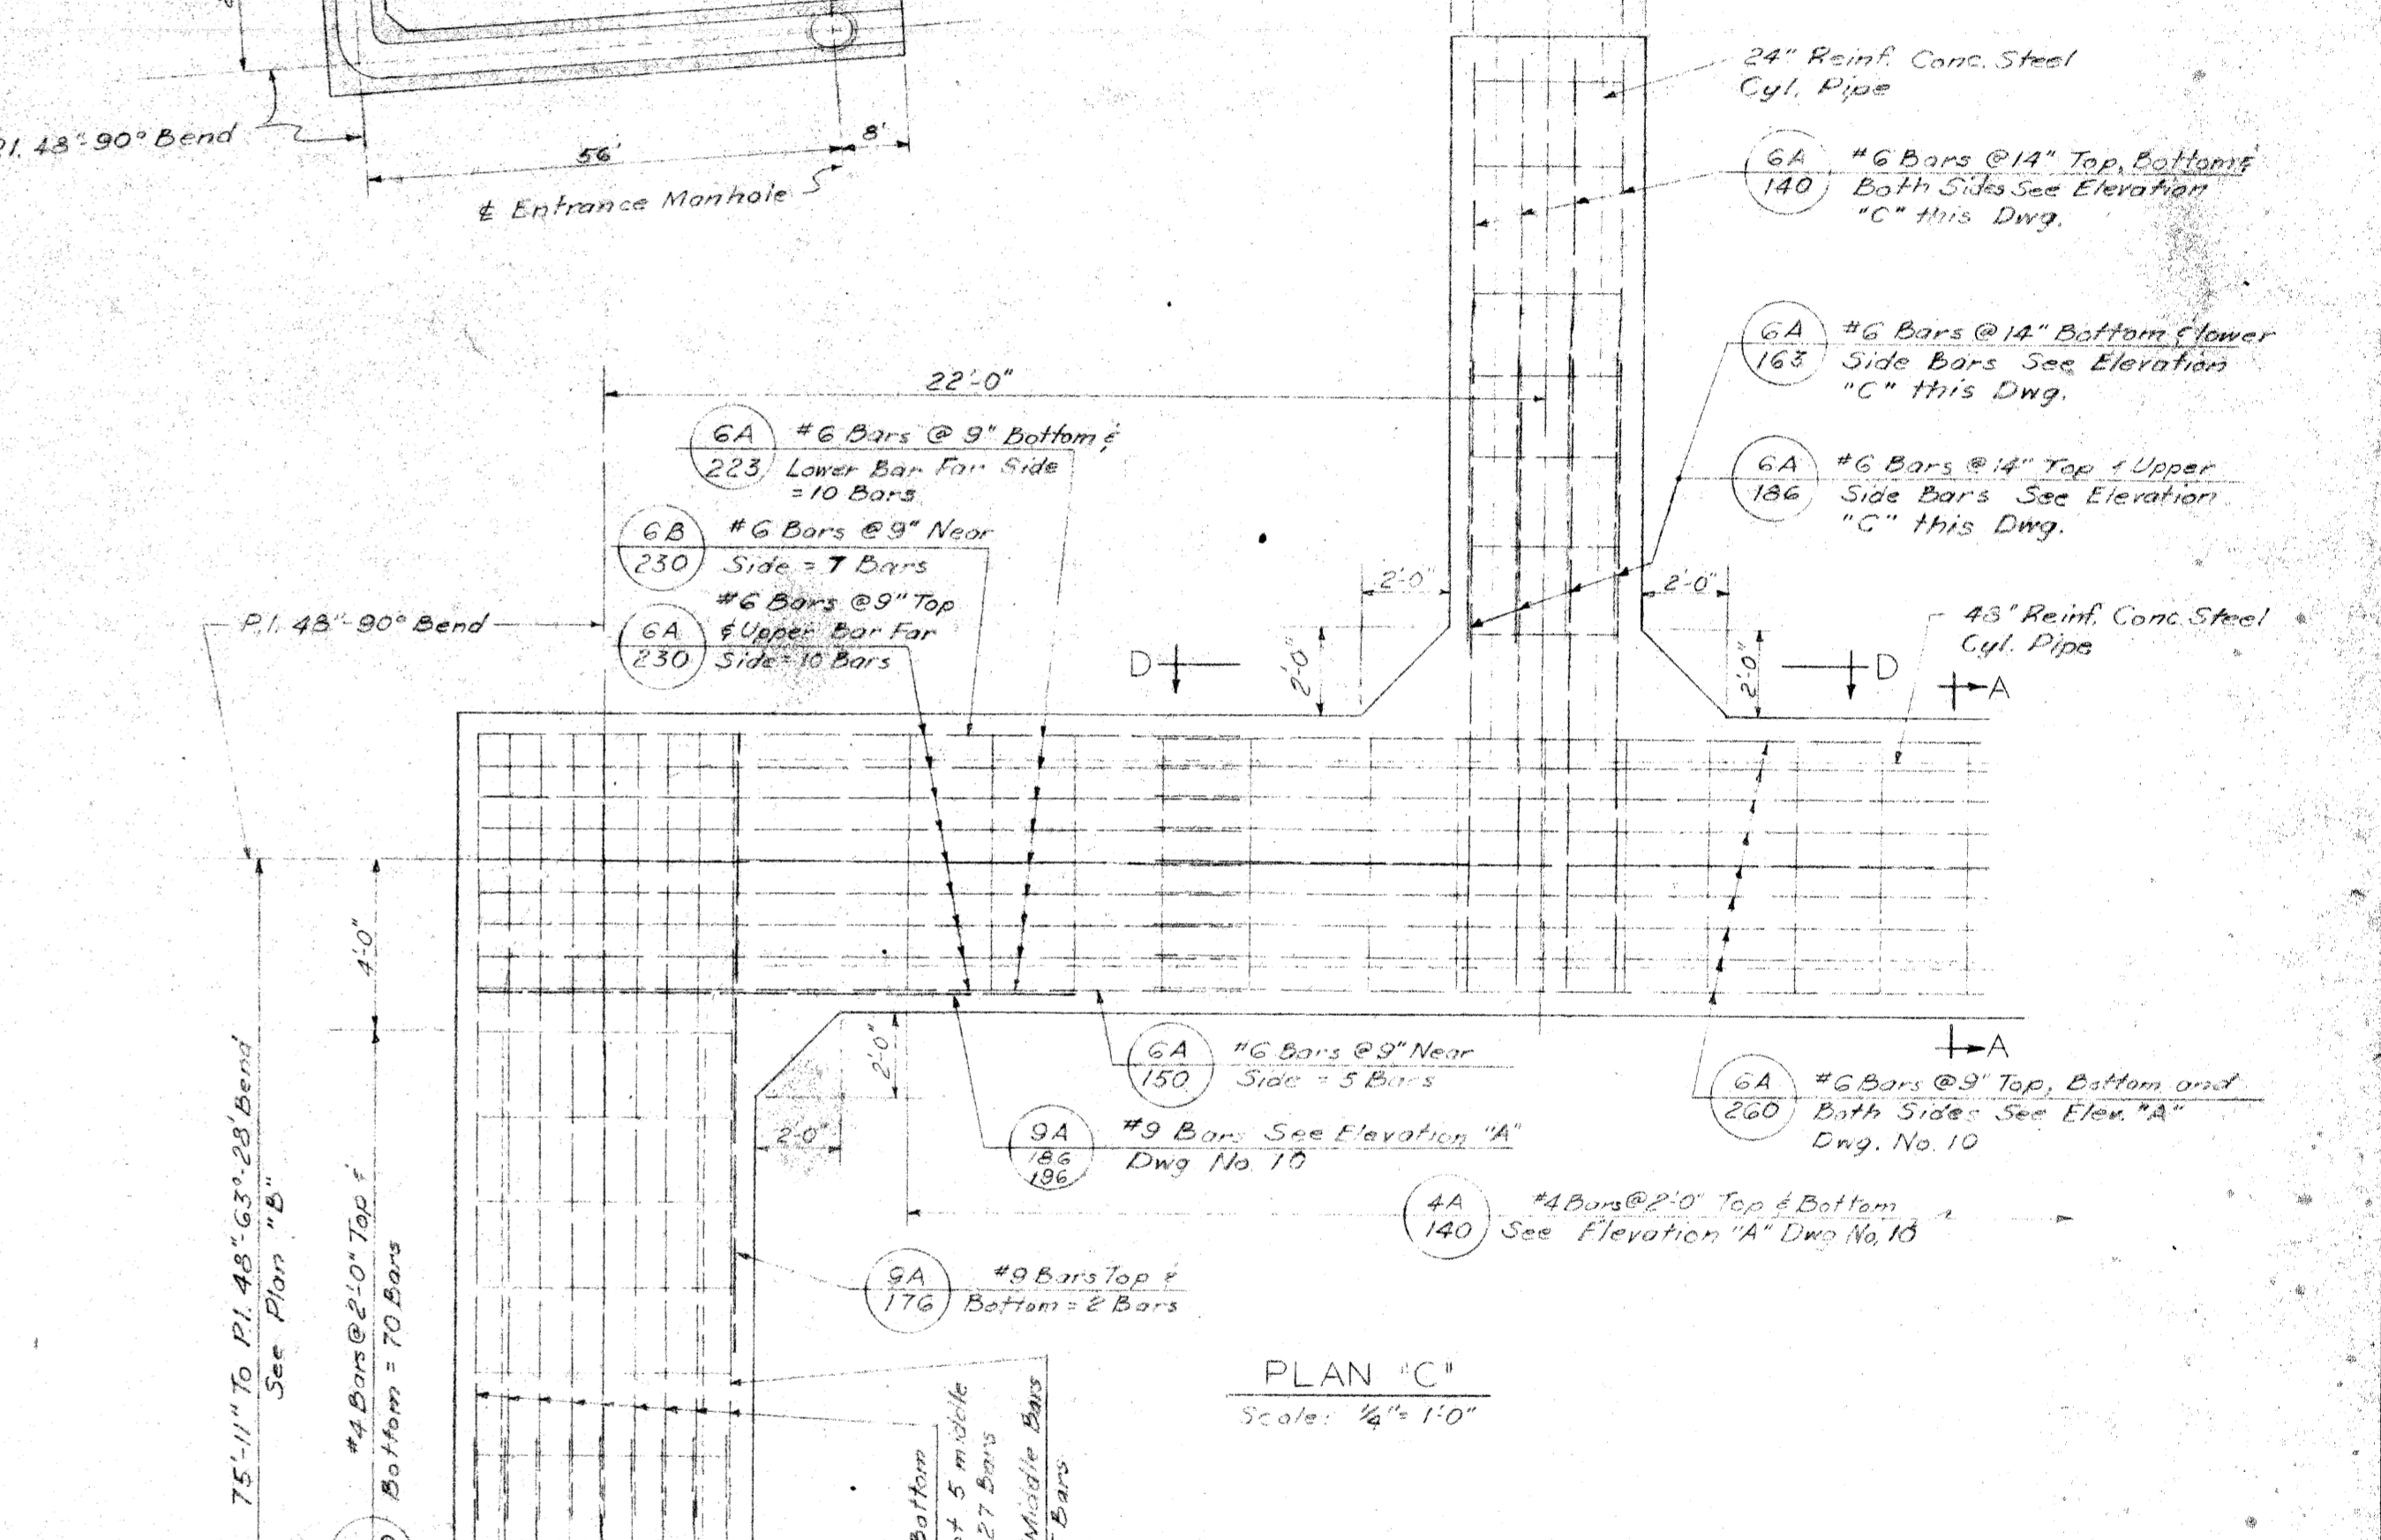 P.I. 48"-90° Bend
56'
8'
℄ Entrance Manhole
24" Reinf. Conc. Steel
Cyl. Pipe
6A
140
#6 Bars @14" Top, Bottom &
Both Sides See Elevation
"C" this Dwg.
6A
163
#6 Bars @14" Bottom & lower
Side Bars See Elevation
"C" this Dwg.
6A
186
#6 Bars @14" Top & Upper
Side Bars See Elevation
"C" this Dwg.
22'-0"
6A
223
#6 Bars @ 9" Bottom &
Lower Bar Far Side
=10 Bars
6B
230
#6 Bars @9" Near
Side = 7 Bars
6A
230
#6 Bars @9" Top
& Upper Bar Far
Side=10 Bars
P.I. 48"-90° Bend
2'-0"
2'-0"
2'-0"
2'-0"
D
D
A
48" Reinf. Conc. Steel
Cyl. Pipe
4'-0"
2'-0"
2'-0"
6A
150
#6 Bars @9" Near
Side = 5 Bars
9A
186
196
#9 Bars See Elevation "A"
Dwg No. 10
A
6A
260
#6 Bars @9" Top, Bottom and
Both Sides See Elev. "A"
Dwg. No. 10
4A
140
#4 Bars@2'-0" Top & Bottom
See Elevation "A" Dwg No. 10
9A
176
#9 Bars Top &
Bottom = 2 Bars
75'-11" To P.I. 48"-63°-28' Bend
See Plan "B"
#4 Bars@2'-0" Top &
Bottom = 70 Bars
Bottom
5 middle
27 Bars
Middle Bars
Bars
PLAN "C"
Scale: ¼"= 1'-0"